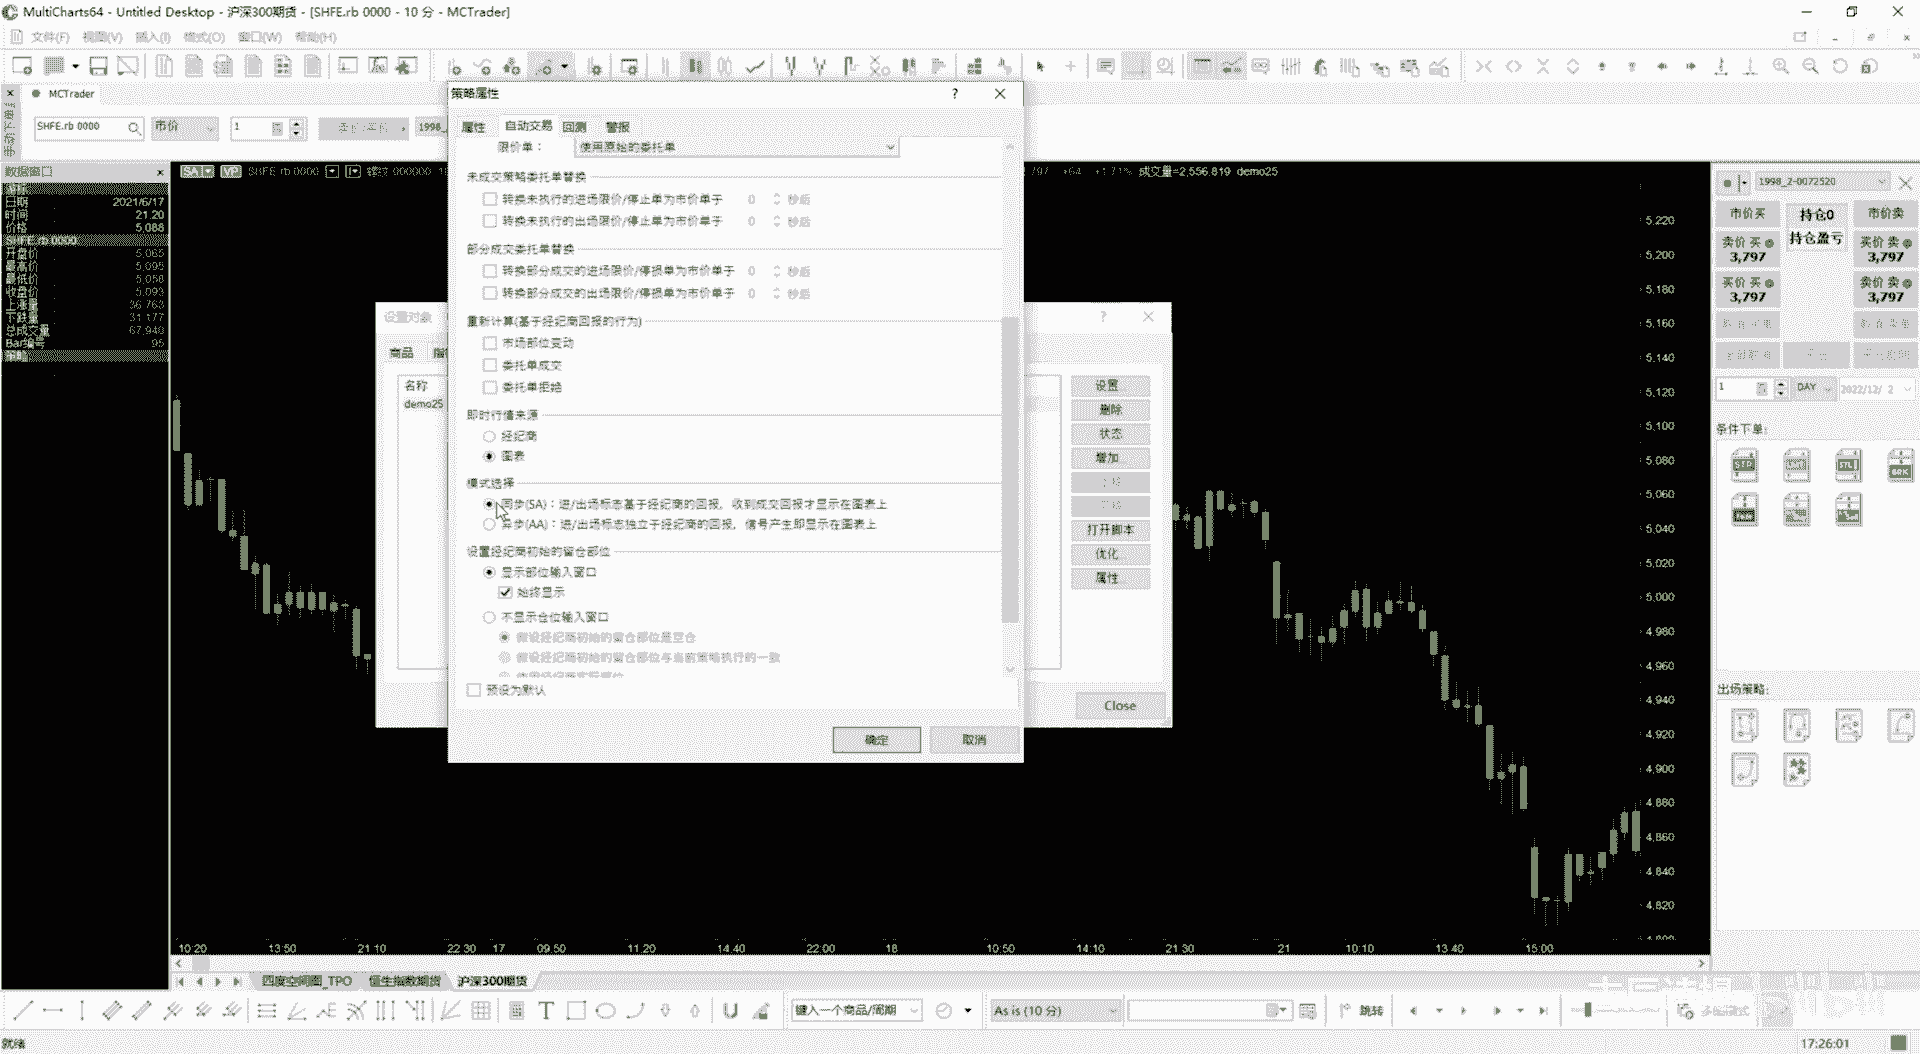 MultiCharts64 - Untitled Desktop - 沪深300期货 - [SHFE.rb 0000 - 10 分 - MCTrader]
文件(F) 视图(V) 插入(I) 格式(O) 窗口(W) 帮助(H)
MCTrader
SHFE.rb 0000 市价 1 1998_
数据窗口
日期 2021/6/17
时间 21:20
价格 5,088
SHFE.rb 0000
开盘价 5,065
最高价 5,095
最低价 5,058
收盘价 5,093
上涨量 36,763
下跌量 31,177
总成交量 67,940
Bar编号 95
策略
SA VP SHFE rb 0000 螺纹 000000
797 +64 +1.71% 成交量=2,556.819 demo25
策略属性
属性 自动交易 回测 警报
限价单： 使用原始的委托单
未成交策略委托单替换
转换未执行的进场限价/停止单为市价单于 0 秒后
转换未执行的出场限价/停止单为市价单于 0 秒后
部分成交委托单替换
转换部分成交的进场限价/停损单为市价单于 0 秒后
转换部分成交的出场限价/停损单为市价单于 0 秒后
重新计算(基于经纪商回报的行为)
市场部位变动
委托单成交
委托单拒绝
即时行情来源
经纪商
图表
模式选择
同步(SA)：进/出场标志基于经纪商的回报，收到成交回报才显示在图表上
异步(AA)：进/出场标志独立于经纪商的回报，信号产生即显示在图表上
设置经纪商初始的留仓部位
显示部位输入窗口
始终显示
不显示仓位输入窗口
假设经纪商初始的留仓部位是空仓
假设经纪商初始的留仓部位与当前策略执行的一致
预设为默认
确定 取消
设置对象
商品
名称
demo25
设置
删除
状态
增加
打开脚本
优化
属性
Close
5,220
5,200
5,180
5,160
5,140
5,120
5,100
5,080
5,060
5,040
5,020
5,000
4,980
4,960
4,940
4,920
4,900
4,880
4,860
4,840
4,820
10:20 13:50 21:10 22:30 17 09:50 11:20 14:40 22:00 18 10:50 14:10 21:30 21 10:10 13:40 15:00
1998_2-0072520
市价买 持仓0 市价卖
卖价 买 持仓盈亏 买价 卖
3,797 3,797
买价 买 卖价 卖
3,797 3,797
1 DAY 2022/12/ 2
条件下单:
出场策略:
四度空间图_TPO 恒生指数期货 沪深300期货
键入一个商品/周期 As is (10 分) 跳转
就绪 17:26:01